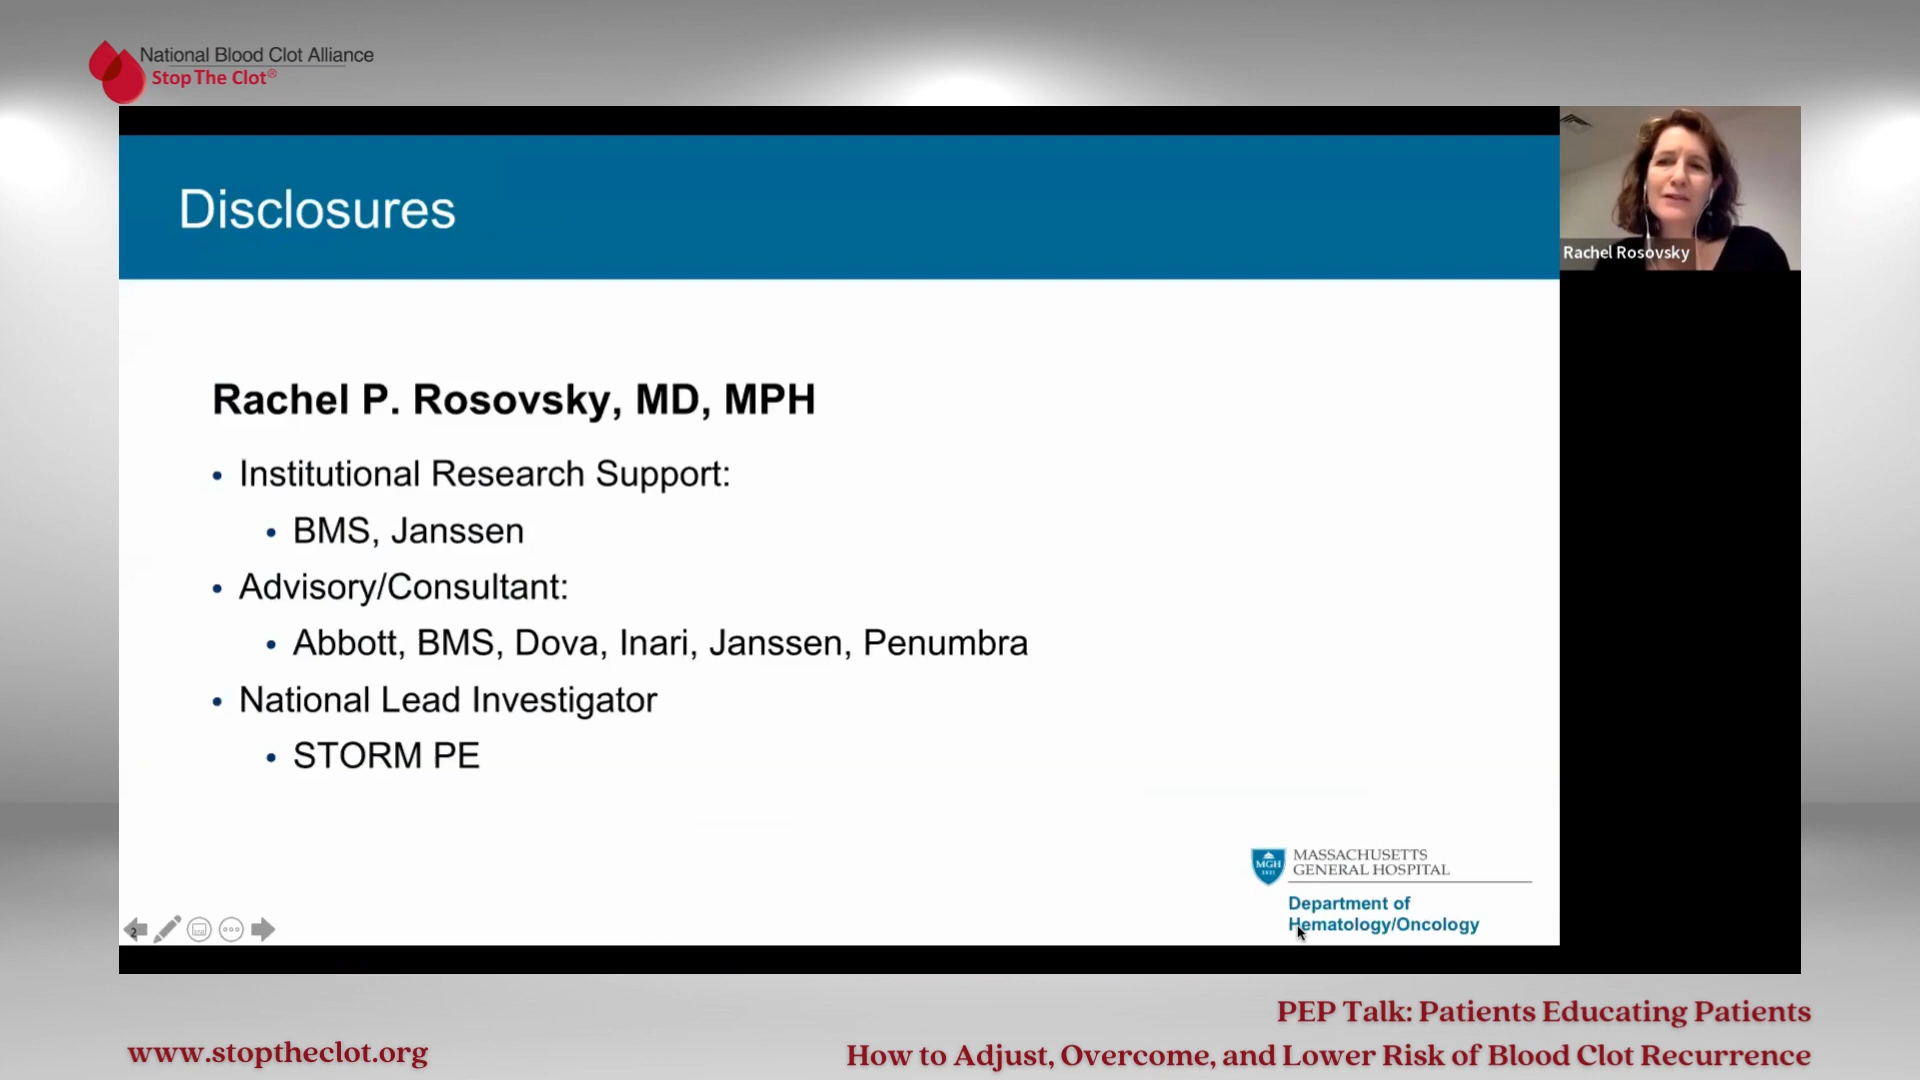 National Blood Clot Alliance
Stop The Clot®
Disclosures
Rachel Rosovsky
Rachel P. Rosovsky, MD, MPH
• Institutional Research Support:
• BMS, Janssen
• Advisory/Consultant:
• Abbott, BMS, Dova, Inari, Janssen, Penumbra
• National Lead Investigator
• STORM PE
MGH
1811
MASSACHUSETTS
GENERAL HOSPITAL
Department of
Hematology/Oncology
2
PEP Talk: Patients Educating Patients
www.stoptheclot.org
How to Adjust, Overcome, and Lower Risk of Blood Clot Recurrence